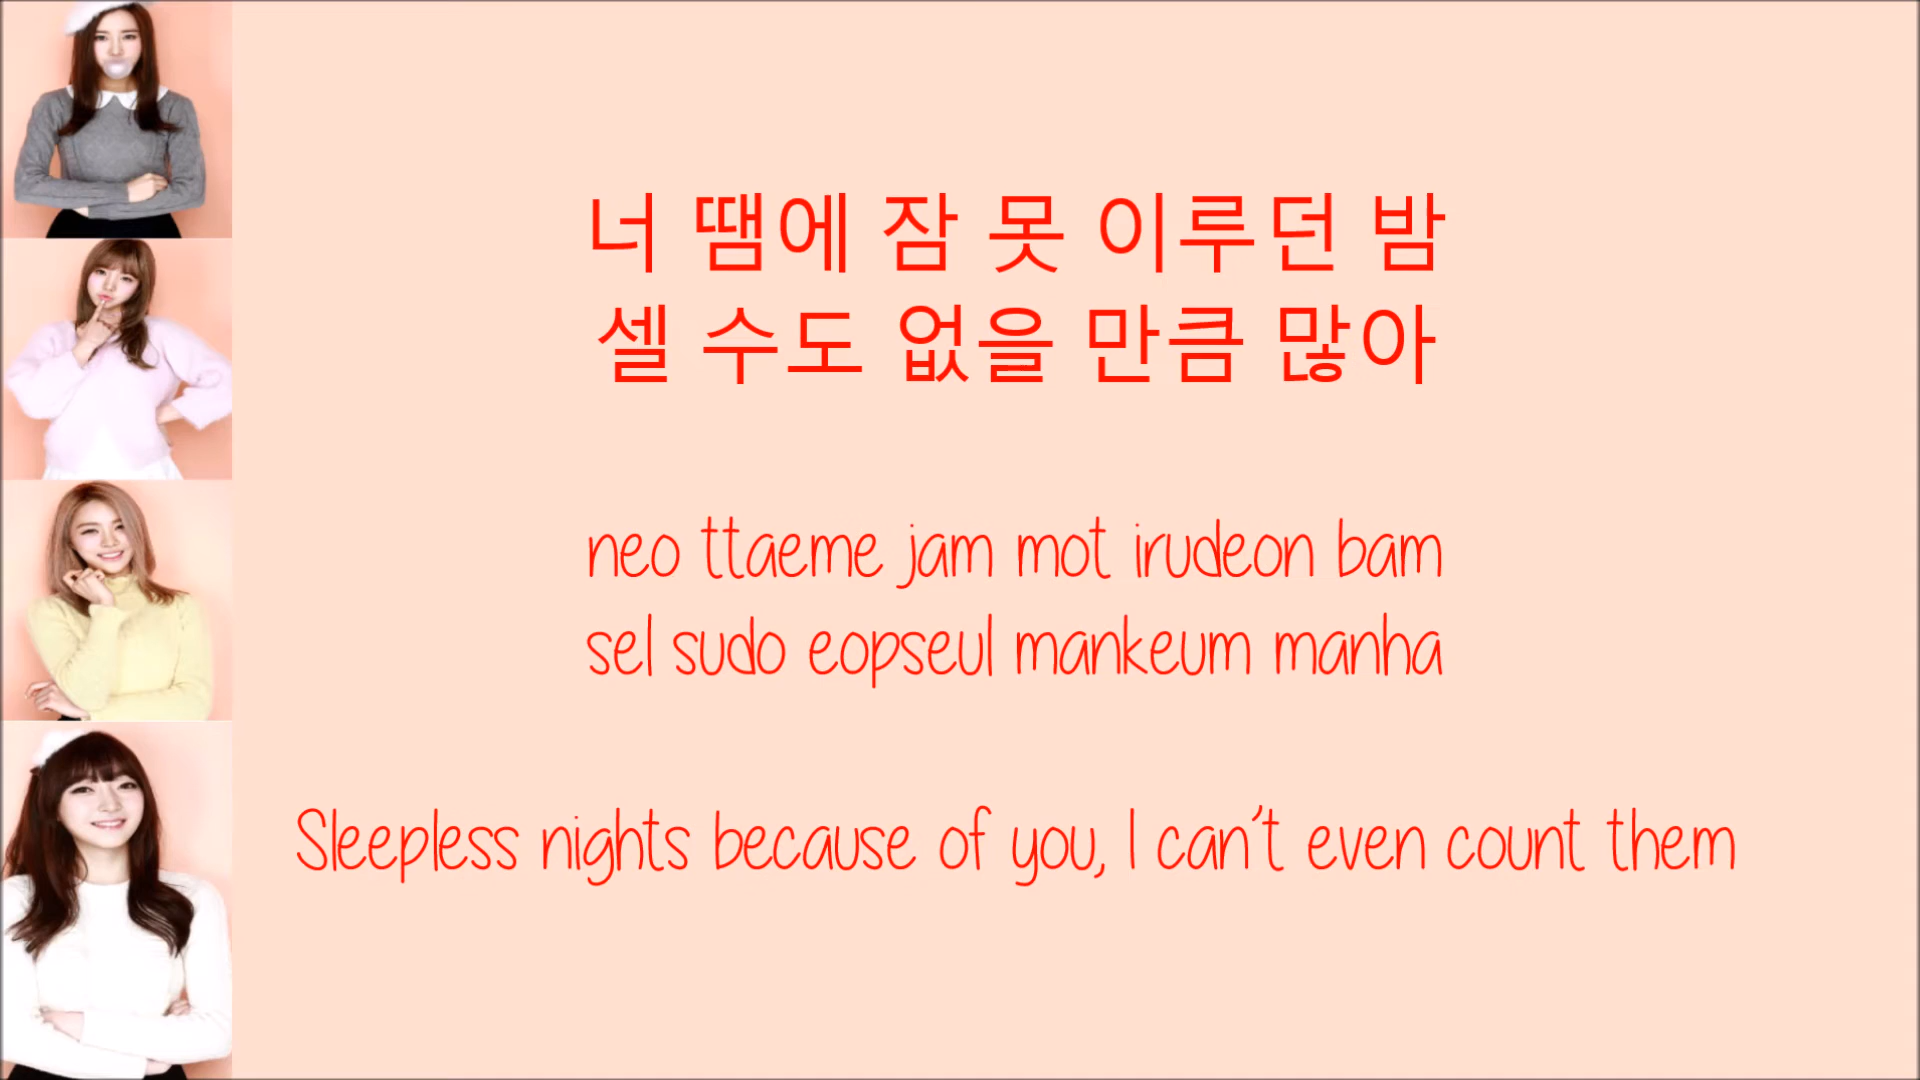 너 땜에 잠 못 이루던 밤
셀 수도 없을 만큼 많아
neo ttaeme jam mot irudeon bam
sel sudo eopseul mankeum manha
Sleepless nights because of you, I can't even count them